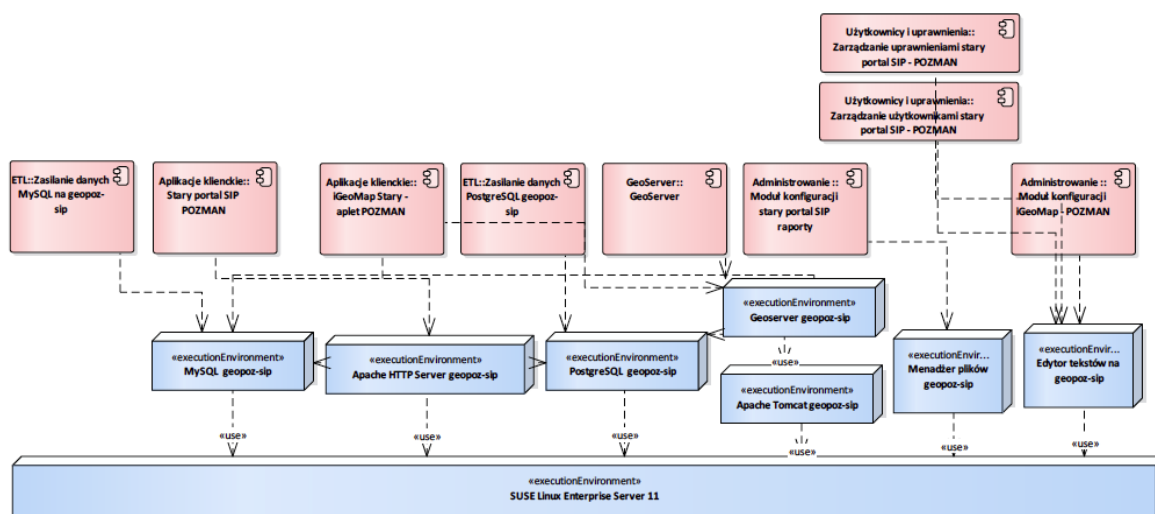 Użytkownicy i uprawnienia::
Zarządzanie uprawnieniami stary
portal SIP - POZMAN
Użytkownicy i uprawnienia::
Zarządzanie użytkownikami stary
portal SIP - POZMAN
ETL::Zasilanie danych
MySQL na geopoz-
sip
Aplikacje klienckie::
Stary portal SIP
POZMAN
Aplikacje klienckie::
iGeoMap Stary -
aplet POZMAN
ETL::Zasilanie danych
PostgreSQL geopoz-
sip
GeoServer::
GeoServer
Administrowanie ::
Moduł konfiguracji
stary portal SIP
raporty
Administrowanie ::
Moduł konfiguracji
iGeoMap - POZMAN
«executionEnvironment»
Geoserver geopoz-sip
«executionEnvironment»
MySQL geopoz-sip
«executionEnvironment»
Apache HTTP Server geopoz-sip
«executionEnvironment»
PostgreSQL geopoz-sip
«use»
«executionEnvironment»
Apache Tomcat geopoz-sip
«executionEnvir...
Menadżer plików
geopoz-sip
«executionEnvir...
Edytor tekstów na
geopoz-sip
«use»
«use»
«use»
«use»
«use»
«use»
«executionEnvironment»
SUSE Linux Enterprise Server 11